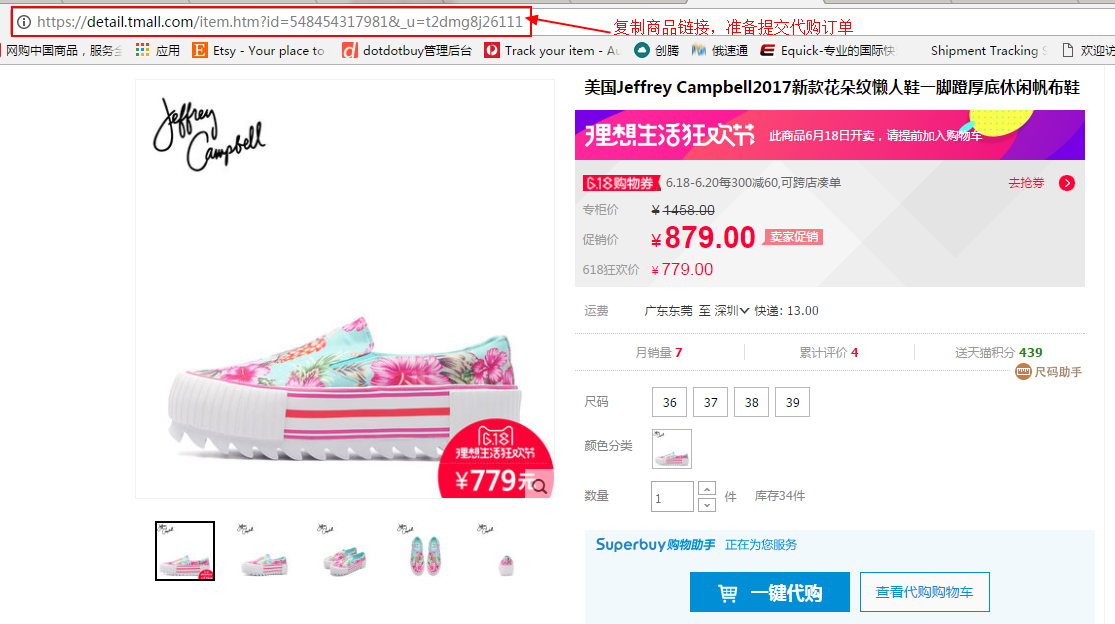 https://detail.tmall.com/item.htm?id=548454317981&_u=t2dmg8j26111
复制商品链接，准备提交代购订单
网购中国商品，服务全
应用
Etsy - Your place to
dotdotbuy管理后台
Track your item - Au
创腾
俄速通
Equick-专业的国际快
Shipment Tracking S
欢迎访
Jeffrey Campbell
美国Jeffrey Campbell2017新款花朵纹懒人鞋一脚蹬厚底休闲帆布鞋
理想生活狂欢节 此商品6月18日开卖，请提前加入购物车
6.18购物券 6.18-6.20每300减60,可跨店凑单 去抢券
专柜价 ¥1458.00
促销价 ¥879.00 卖家促销
618狂欢价 ¥779.00
运费 广东东莞 至 深圳 快递: 13.00
月销量 7 累计评价 4 送天猫积分 439
尺码助手
尺码 36 37 38 39
颜色分类
数量 1 件 库存34件
6.18
理想生活狂欢节
¥779元
Superbuy购物助手 正在为您服务
一键代购 查看代购购物车